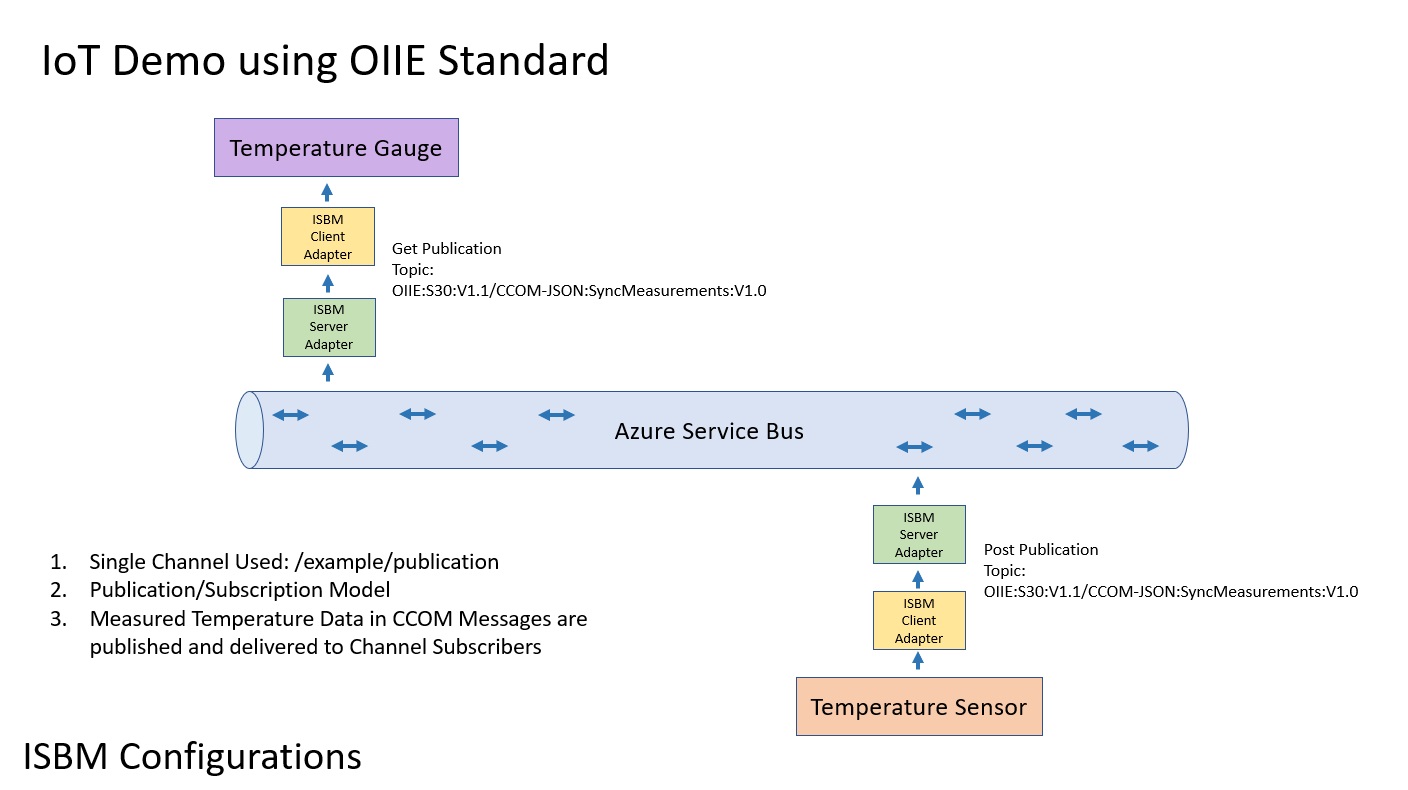 IoT Demo using OIIE Standard
Temperature Gauge
ISBM
Client
Adapter
Get Publication
Topic:
OIIE:S30:V1.1/CCOM-JSON:SyncMeasurements:V1.0
ISBM
Server
Adapter
Azure Service Bus
ISBM
Server
Adapter
Post Publication
Topic:
OIIE:S30:V1.1/CCOM-JSON:SyncMeasurements:V1.0
ISBM
Client
Adapter
Temperature Sensor
1. Single Channel Used: /example/publication
2. Publication/Subscription Model
3. Measured Temperature Data in CCOM Messages are
published and delivered to Channel Subscribers
ISBM Configurations